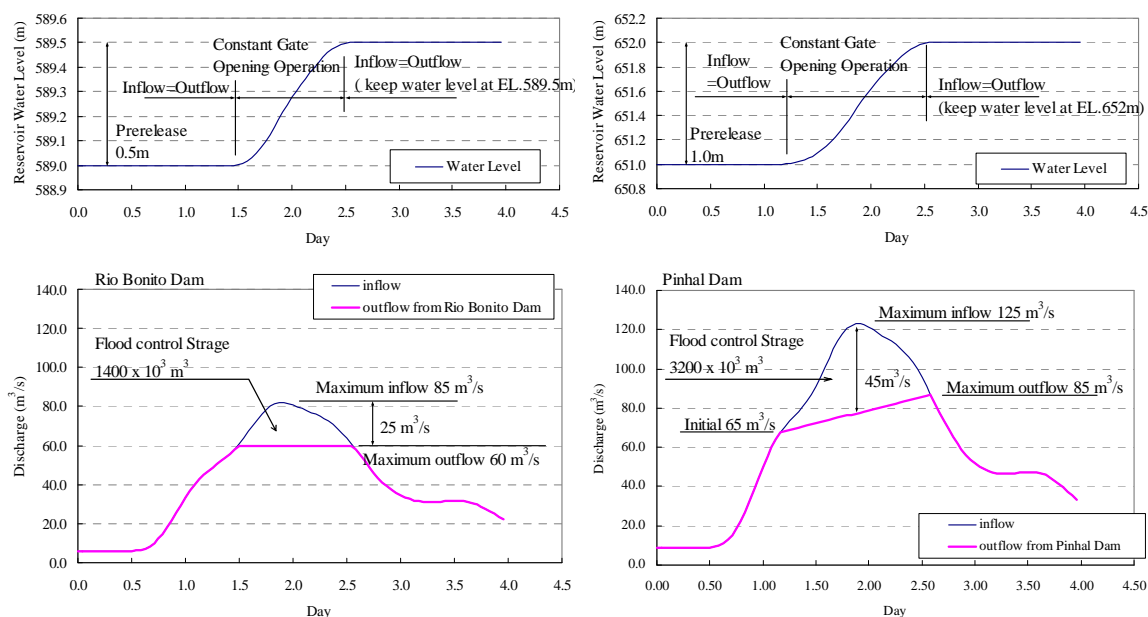 Reservoir Water Level (m)
589.6
589.5
589.4
589.3
589.2
589.1
589.0
588.9
Constant Gate
Opening Operation
Inflow=Outflow
Inflow=Outflow
( keep water level at EL.589.5m)
Prerelease
0.5m
Water Level
0.0 0.5 1.0 1.5 2.0 2.5 3.0 3.5 4.0 4.5
Day
Reservoir Water Level (m)
652.2
652.0
651.8
651.6
651.4
651.2
651.0
650.8
Constant Gate
Opening Operation
Inflow
=Outflow
Inflow=Outflow
(keep water level at EL.652m)
Prerelease
1.0m
Water Level
0.0 0.5 1.0 1.5 2.0 2.5 3.0 3.5 4.0 4.5
Day
Rio Bonito Dam
Discharge (m³/s)
140.0
120.0
100.0
80.0
60.0
40.0
20.0
0.0
inflow
outflow from Rio Bonito Dam
Flood control Strage
1400 x 10³ m³
Maximum inflow 85 m³/s
25 m³/s
Maximum outflow 60 m³/s
0.0 0.5 1.0 1.5 2.0 2.5 3.0 3.5 4.0 4.5
Day
Pinhal Dam
Discharge (m³/s)
140.0
120.0
100.0
80.0
60.0
40.0
20.0
0.0
Maximum inflow 125 m³/s
Flood control Strage
3200 x 10³ m³
45m³/s
Maximum outflow 85 m³/s
Initial 65 m³/s
inflow
outflow from Pinhal Dam
0.00 0.50 1.00 1.50 2.00 2.50 3.00 3.50 4.00 4.50
Day